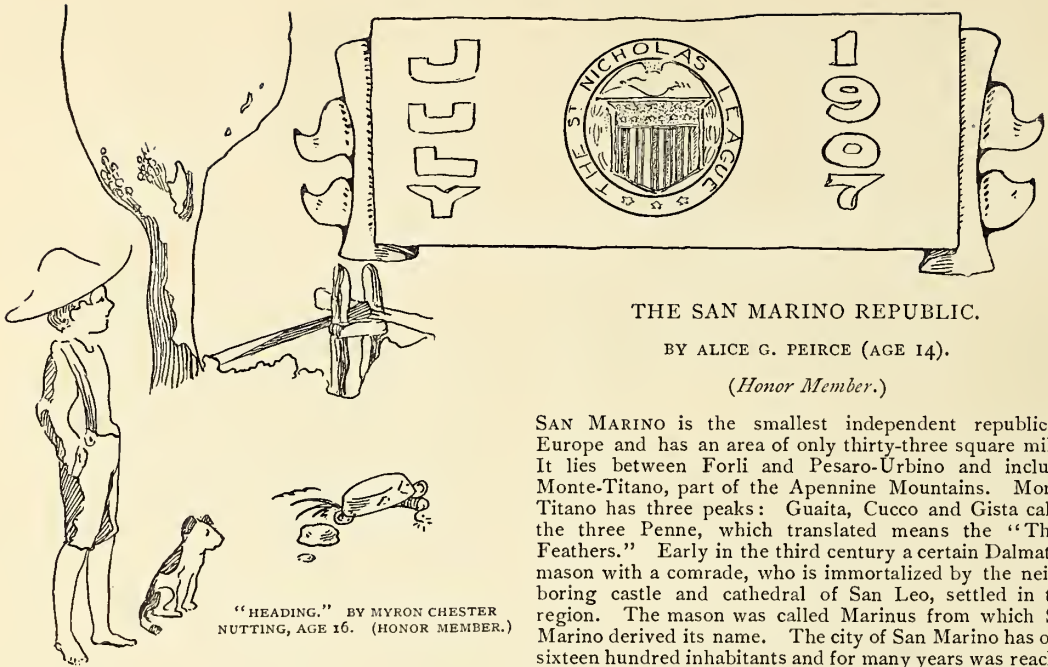 JULY
THE ST NICHOLAS LEAGUE
1907
"HEADING." BY MYRON CHESTER
NUTTING, AGE 16. (HONOR MEMBER.)
THE SAN MARINO REPUBLIC.
BY ALICE G. PEIRCE (AGE 14).
(Honor Member.)
SAN MARINO is the smallest independent republic
Europe and has an area of only thirty-three square mil
It lies between Forli and Pesaro-Urbino and inclu
Monte-Titano, part of the Apennine Mountains. Mon
Titano has three peaks: Guaita, Cucco and Gista cal
the three Penne, which translated means the "Th
Feathers." Early in the third century a certain Dalmat
mason with a comrade, who is immortalized by the nei
boring castle and cathedral of San Leo, settled in t
region. The mason was called Marinus from which S
Marino derived its name. The city of San Marino has o
sixteen hundred inhabitants and for many years was reach